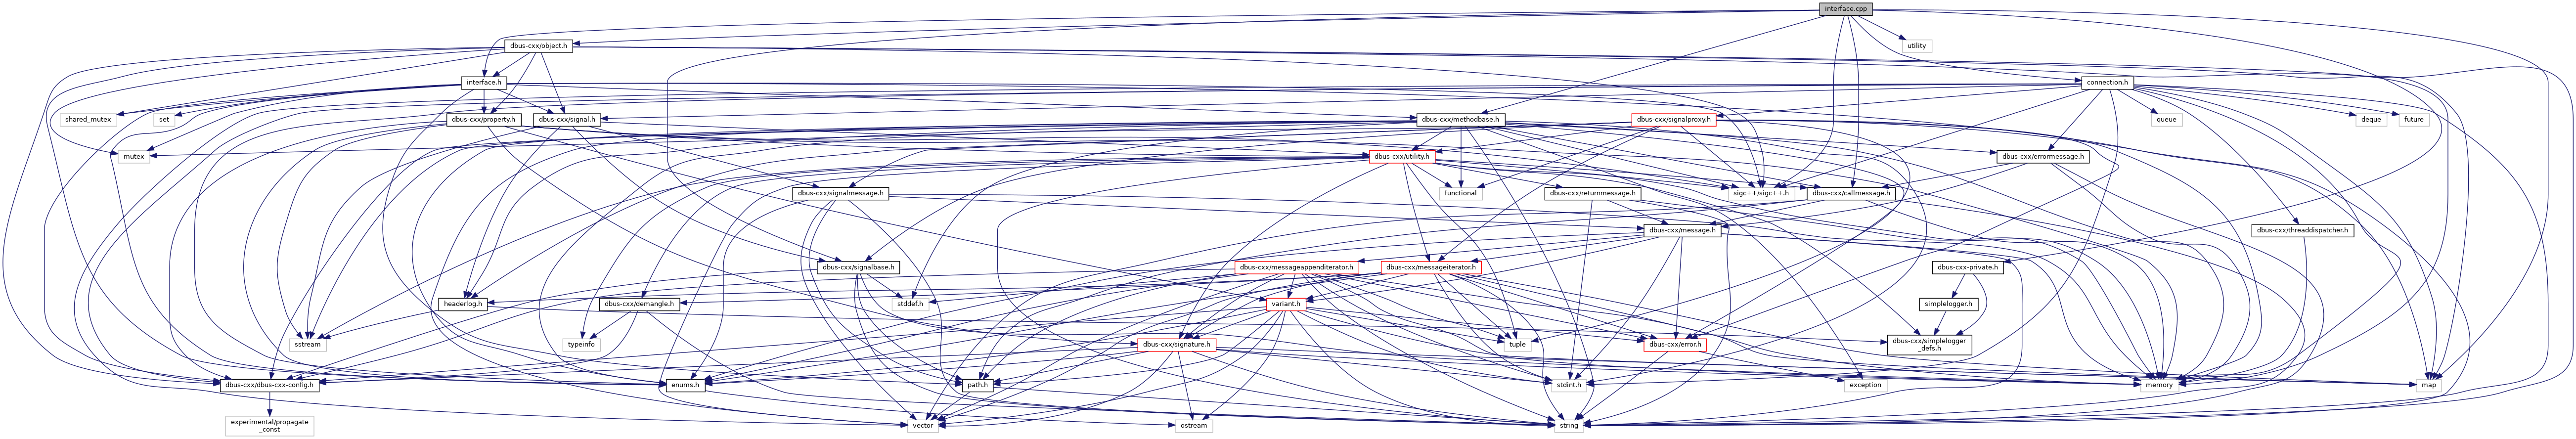 interface.cpp
dbus-cxx/object.h
utility
interface.h
connection.h
shared_mutex
set
dbus-cxx/property.h
dbus-cxx/signal.h
dbus-cxx/methodbase.h
dbus-cxx/signalproxy.h
queue
deque
future
mutex
dbus-cxx/utility.h
dbus-cxx/errormessage.h
dbus-cxx/signalmessage.h
functional
dbus-cxx/returnmessage.h
sigc++/sigc++.h
dbus-cxx/callmessage.h
dbus-cxx/message.h
dbus-cxx/threaddispatcher.h
dbus-cxx/signalbase.h
dbus-cxx/messageappenditerator.h
dbus-cxx/messageiterator.h
dbus-cxx-private.h
headerlog.h
dbus-cxx/demangle.h
stddef.h
variant.h
simplelogger.h
sstream
typeinfo
dbus-cxx/signature.h
tuple
dbus-cxx/error.h
dbus-cxx/simplelogger
_defs.h
dbus-cxx/dbus-cxx-config.h
enums.h
path.h
stdint.h
exception
memory
map
experimental/propagate
_const
vector
ostream
string